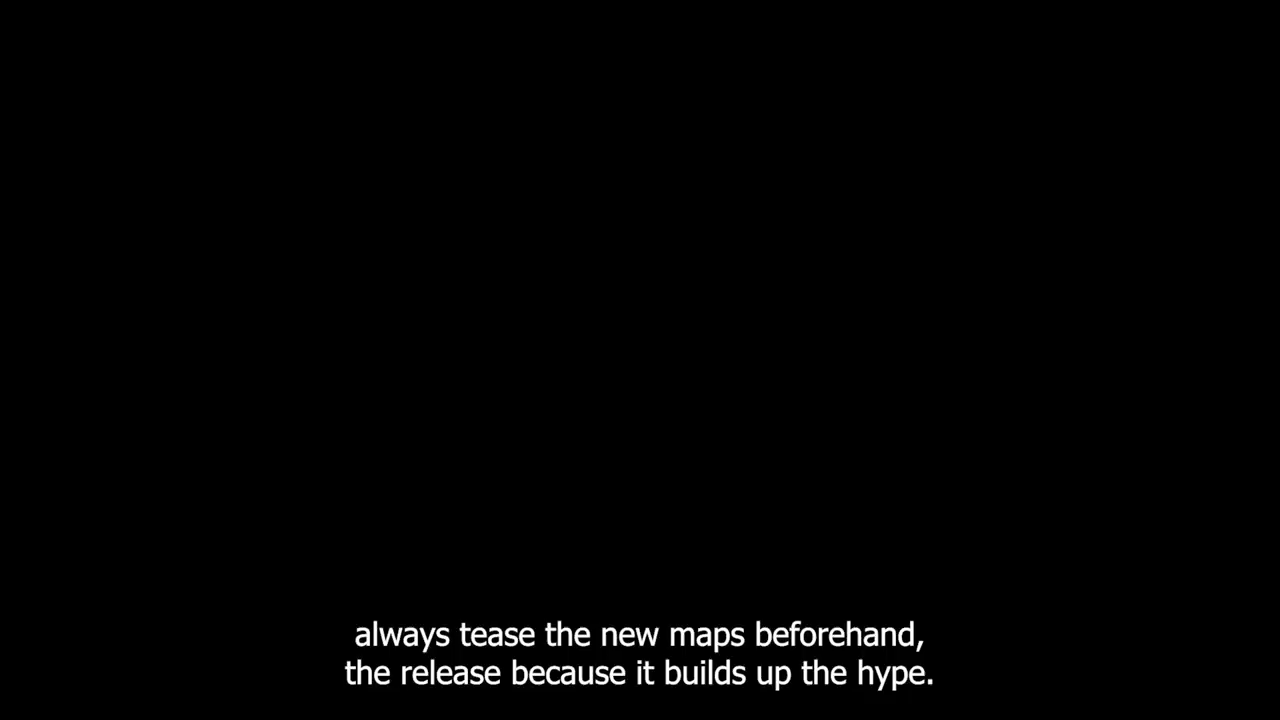 always tease the new maps beforehand,
the release because it builds up the hype.